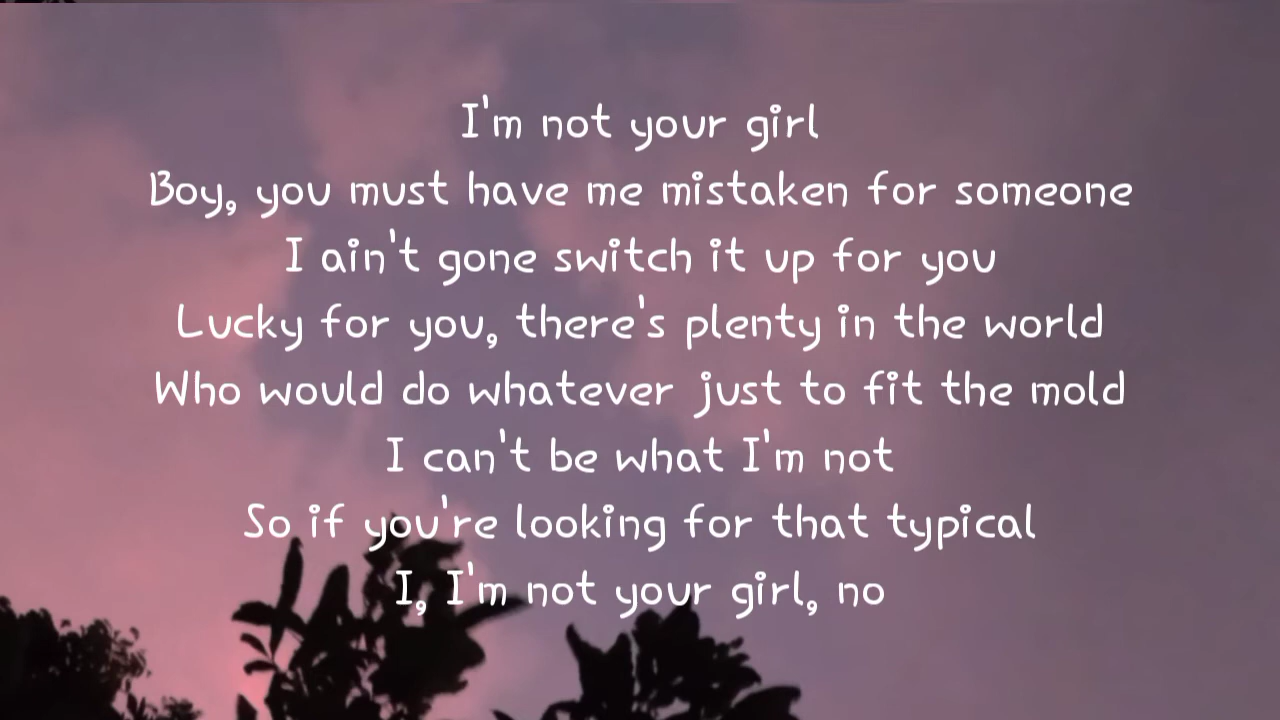 I'm not your girl
Boy, you must have me mistaken for someone
I ain't gone switch it up for you
Lucky for you, there's plenty in the world
Who would do whatever just to fit the mold
I can't be what I'm not
So if you're looking for that typical
I, I'm not your girl, no